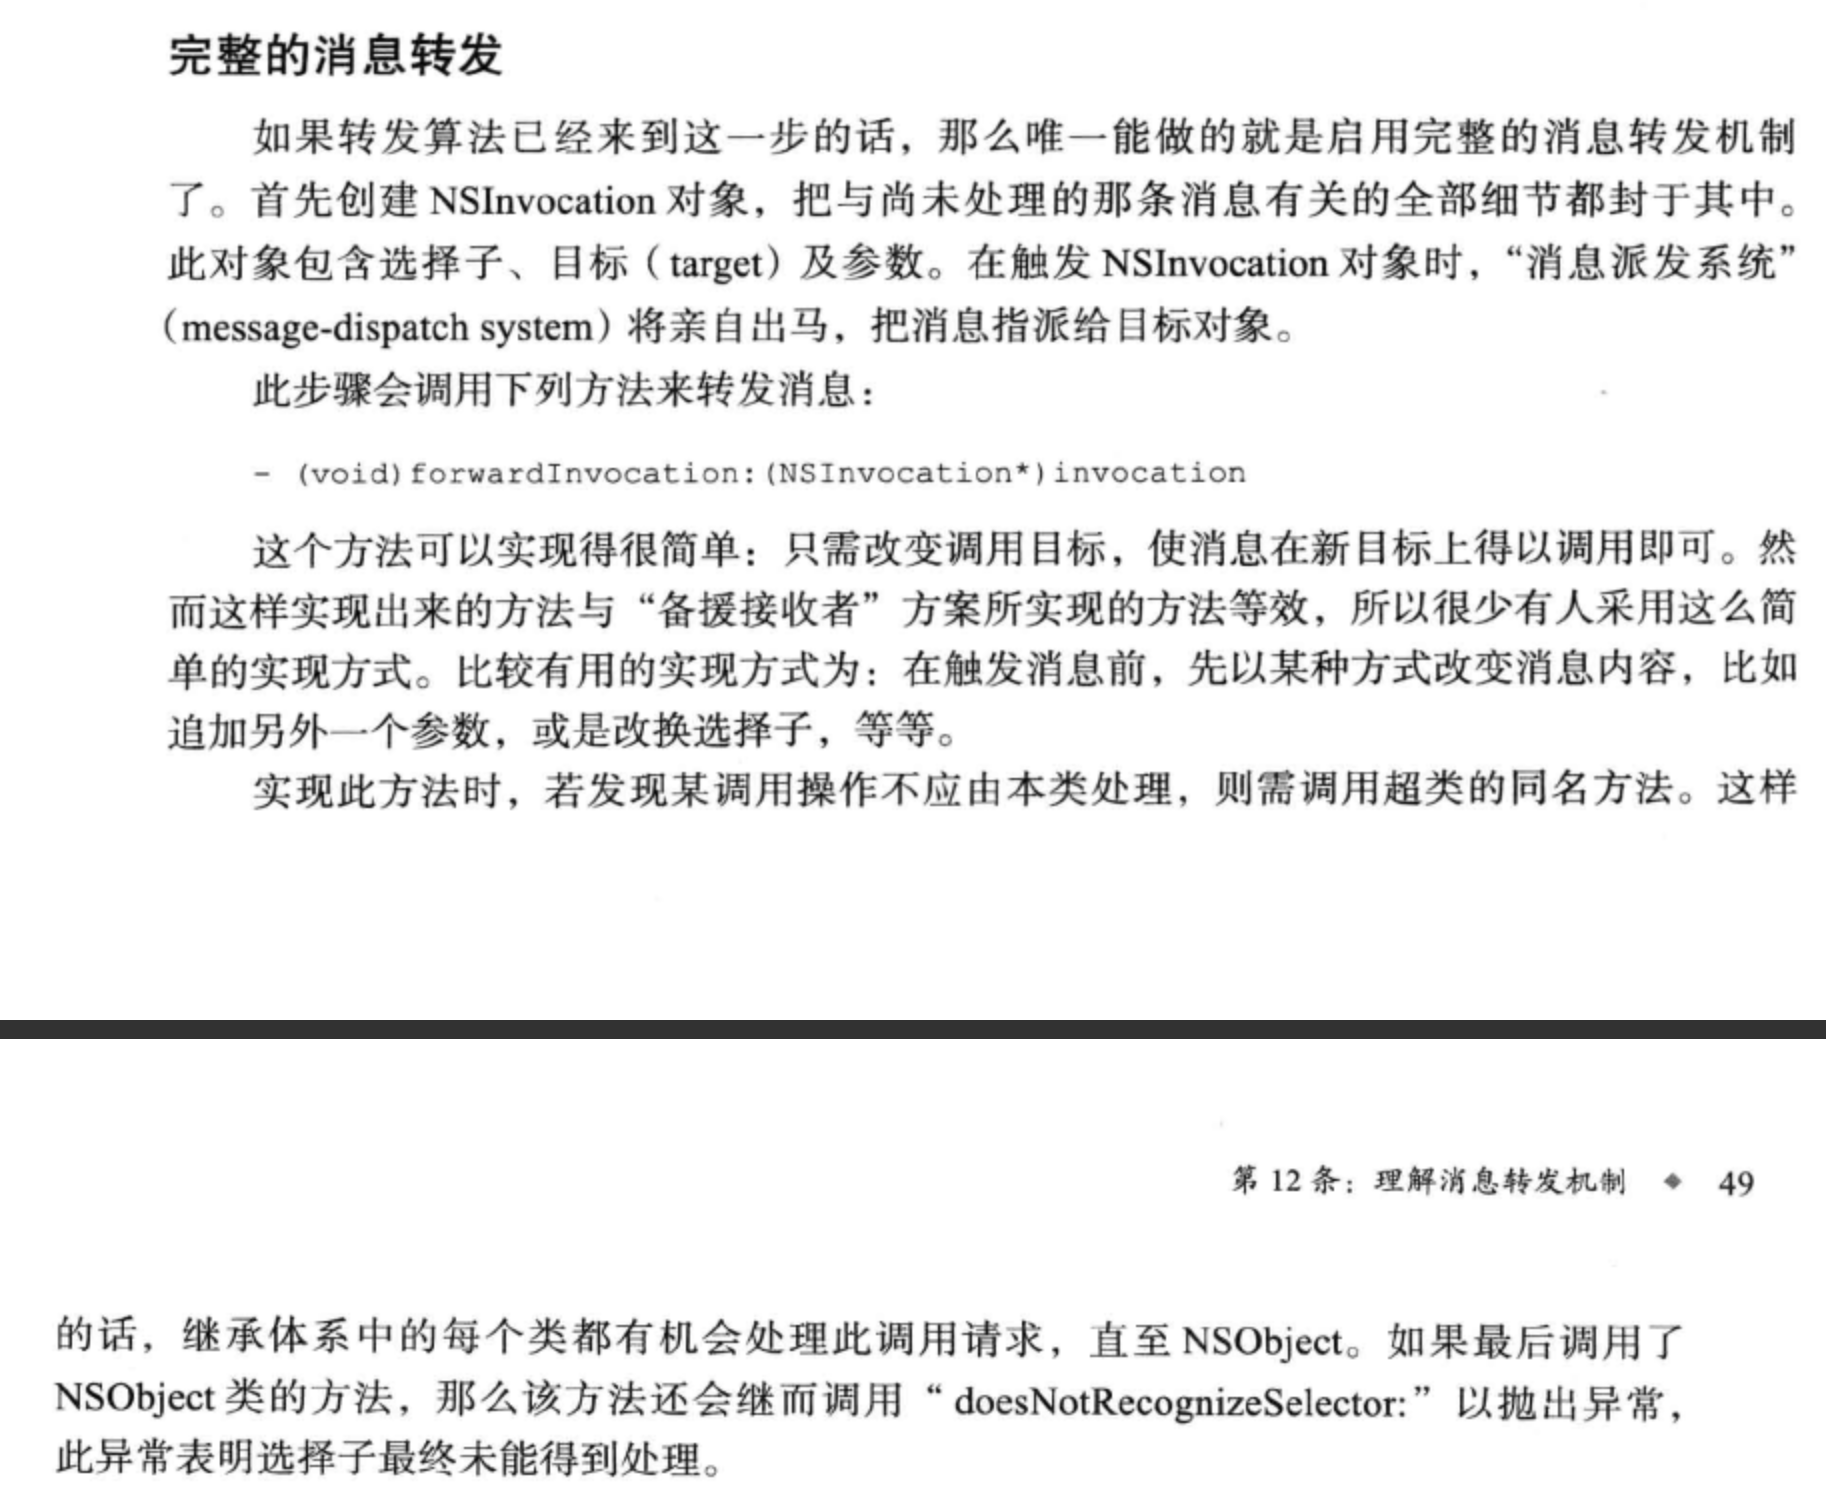 完整的消息转发
如果转发算法已经来到这一步的话，那么唯一能做的就是启用完整的消息转发机制
了。首先创建 NSInvocation 对象，把与尚未处理的那条消息有关的全部细节都封于其中。
此对象包含选择子、目标（target）及参数。在触发 NSInvocation 对象时，“消息派发系统”
（message-dispatch system）将亲自出马，把消息指派给目标对象。
此步骤会调用下列方法来转发消息：
- (void)forwardInvocation:(NSInvocation*)invocation
这个方法可以实现得很简单：只需改变调用目标，使消息在新目标上得以调用即可。然
而这样实现出来的方法与“备援接收者”方案所实现的方法等效，所以很少有人采用这么简
单的实现方式。比较有用的实现方式为：在触发消息前，先以某种方式改变消息内容，比如
追加另外一个参数，或是改换选择子，等等。
实现此方法时，若发现某调用操作不应由本类处理，则需调用超类的同名方法。这样
第 12 条：理解消息转发机制 ◆ 49
的话，继承体系中的每个类都有机会处理此调用请求，直至 NSObject。如果最后调用了
NSObject 类的方法，那么该方法还会继而调用“doesNotRecognizeSelector:”以抛出异常，
此异常表明选择子最终未能得到处理。